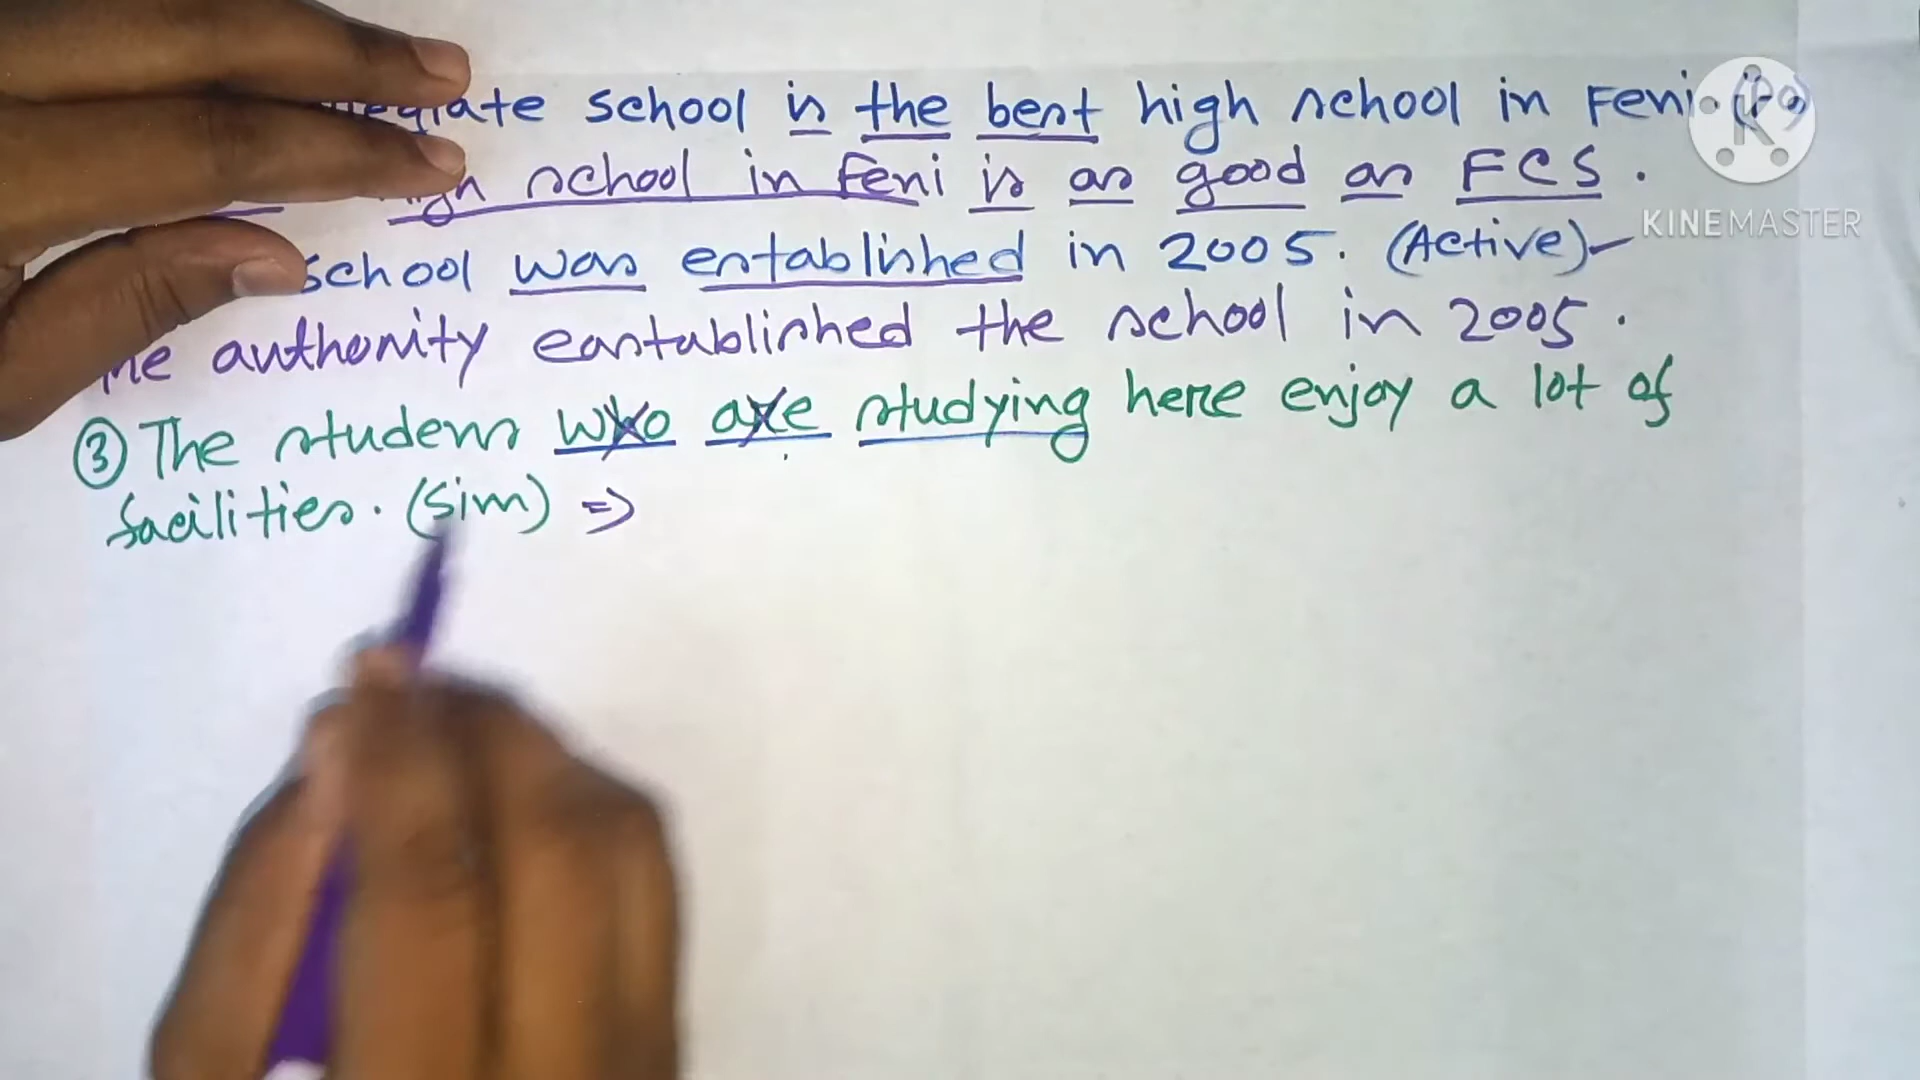 school is the best high school in Feni.
school in Feni is as good as FCS.
school was established in 2005. (Active)
authority eastablished the school in 2005.
③ The studens who are studying here enjoy a lot of
facilities. (Sim) ⇒
KINEMASTER